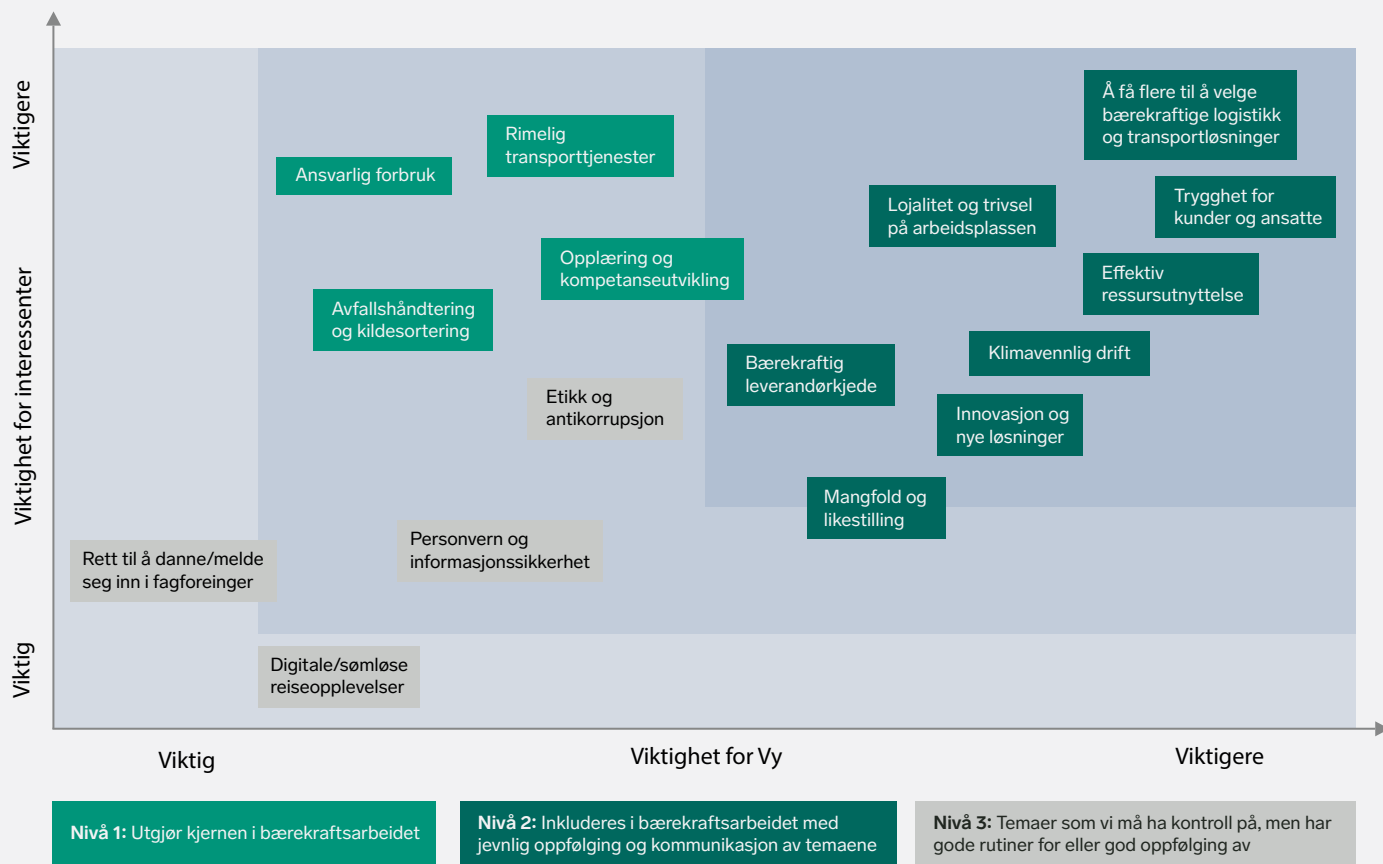 Viktigere
Viktighet for interessenter
Viktig
Å få flere til å velge
bærekraftige logistikk
og transportløsninger
Rimelig
transporttjenester
Ansvarlig forbruk
Lojalitet og trivsel
på arbeidsplassen
Trygghet for
kunder og ansatte
Opplæring og
kompetanseutvikling
Effektiv
ressursutnyttelse
Avfallshåndtering
og kildesortering
Klimavennlig drift
Bærekraftig
leverandørkjede
Etikk og
antikorrupsjon
Innovasjon og
nye løsninger
Mangfold og
likestilling
Personvern og
informasjonssikkerhet
Rett til å danne/melde
seg inn i fagforeinger
Digitale/sømløse
reiseopplevelser
Viktig
Viktighet for Vy
Viktigere
Nivå 1: Utgjør kjernen i bærekraftsarbeidet
Nivå 2: Inkluderes i bærekraftsarbeidet med
jevnlig oppfølging og kommunikasjon av temaene
Nivå 3: Temaer som vi må ha kontroll på, men har
gode rutiner for eller god oppfølging av